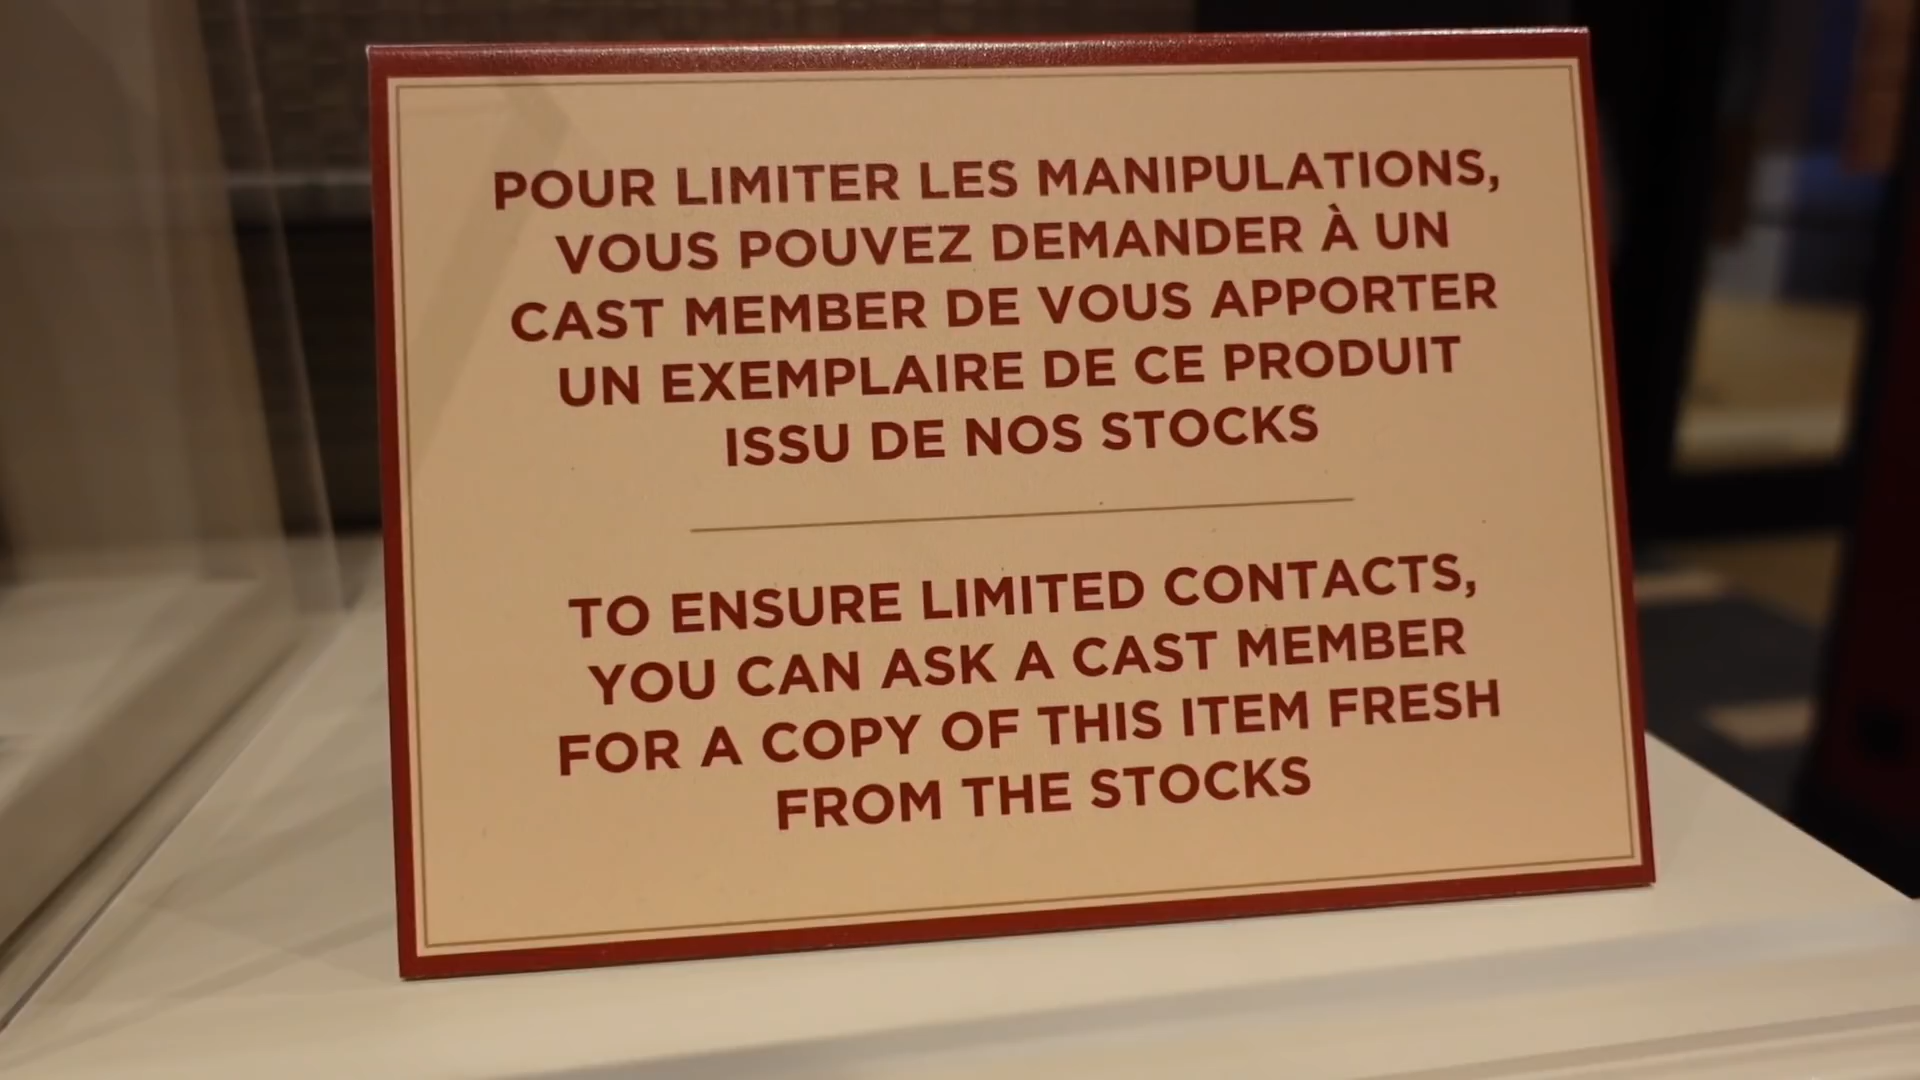 POUR LIMITER LES MANIPULATIONS,
VOUS POUVEZ DEMANDER À UN
CAST MEMBER DE VOUS APPORTER
UN EXEMPLAIRE DE CE PRODUIT
ISSU DE NOS STOCKS
TO ENSURE LIMITED CONTACTS,
YOU CAN ASK A CAST MEMBER
FOR A COPY OF THIS ITEM FRESH
FROM THE STOCKS